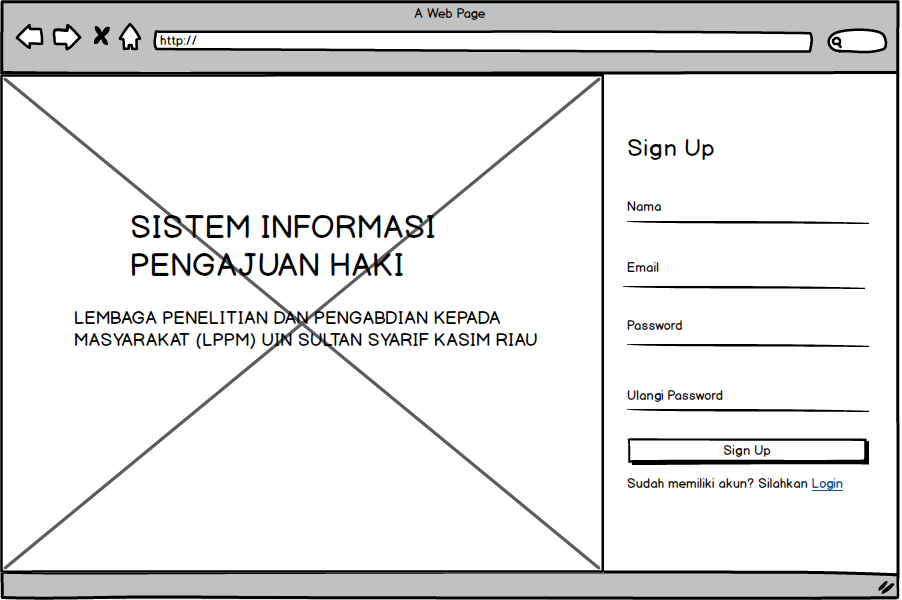 A Web Page
http://
SISTEM INFORMASI
PENGAJUAN HAKI
LEMBAGA PENELITIAN DAN PENGABDIAN KEPADA
MASYARAKAT (LPPM) UIN SULTAN SYARIF KASIM RIAU
Sign Up
Nama
Email
Password
Ulangi Password
Sign Up
Sudah memiliki akun? Silahkan Login